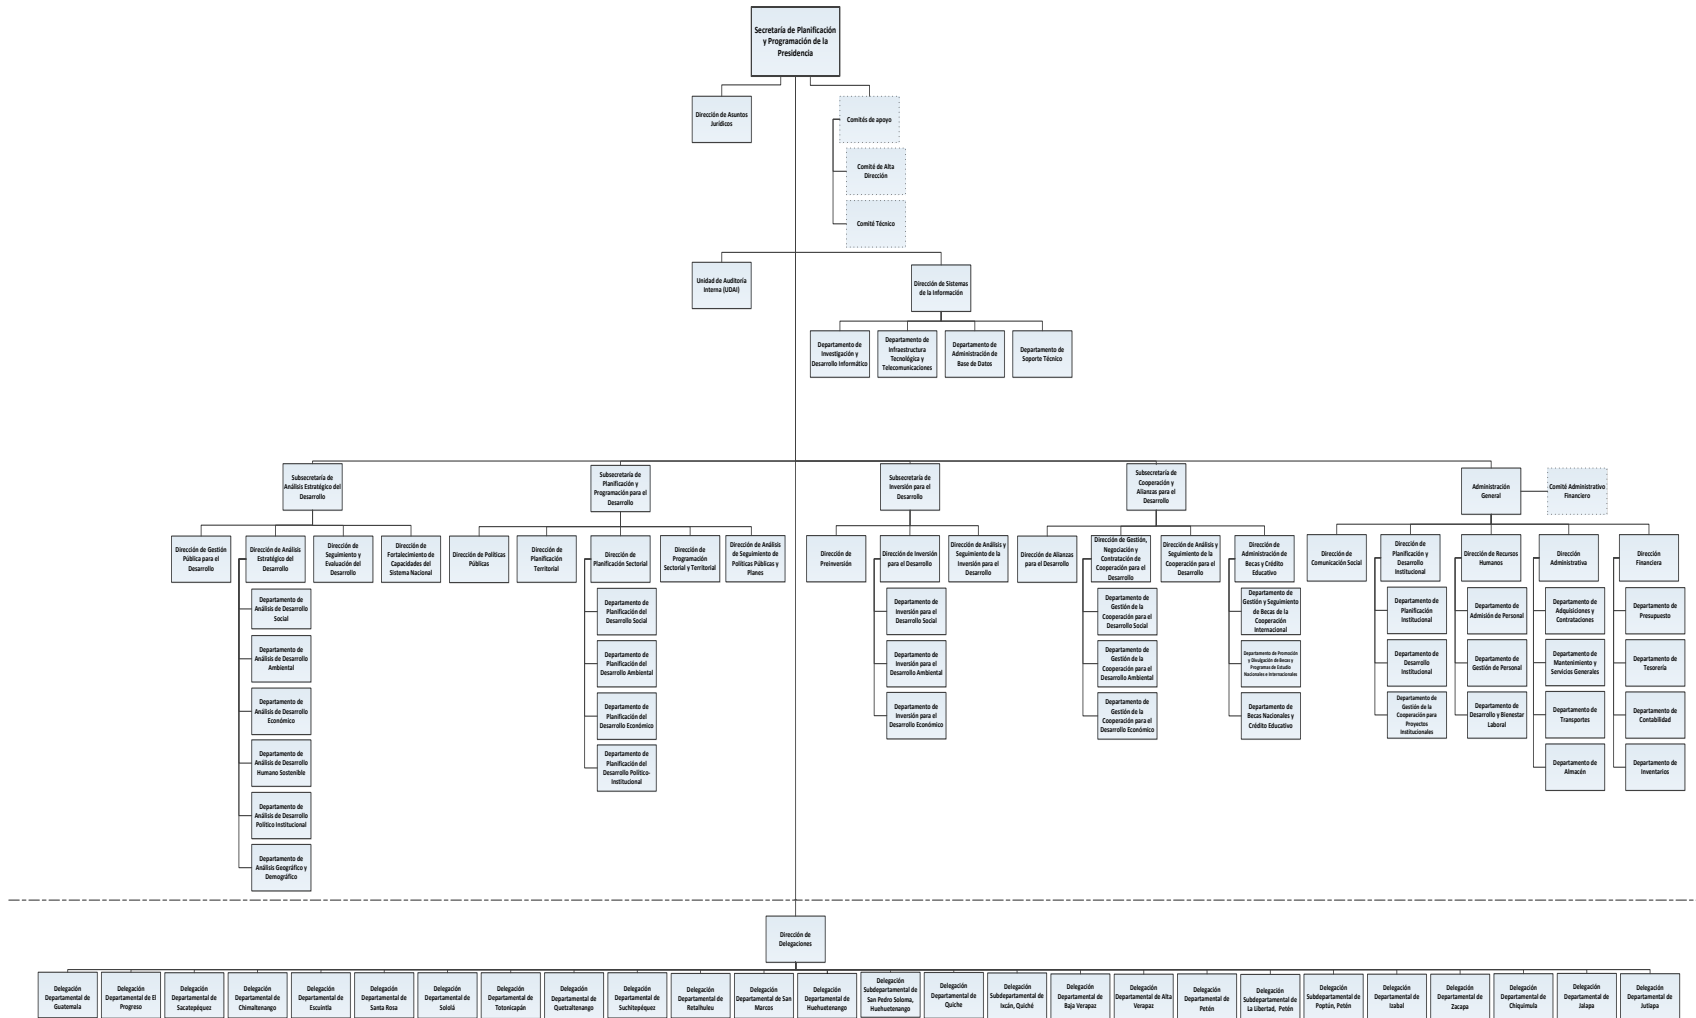 Secretaría de Planificación
y Programación de la
Presidencia
Dirección de Asuntos
Jurídicos
Comités de apoyo
Comité de Alta
Dirección
Comité Técnico
Unidad de Auditoria
Interna (UDAI)
Dirección de Sistemas
de la Información
Departamento de
Investigación y
Desarrollo Informático
Departamento de
Infraestructura
Tecnológica y
Telecomunicaciones
Departamento de
Administración de
Base de Datos
Departamento de
Soporte Técnico
Subsecretaría de
Análisis Estratégico del
Desarrollo
Subsecretaría de
Planificación y
Programación para el
Desarrollo
Subsecretaría de
Inversión para el
Desarrollo
Subsecretaría de
Cooperación y
Alianzas para el
Desarrollo
Administración
General
Comité Administrativo
Financiero
Dirección de Gestión
Pública para el
Desarrollo
Dirección de Análisis
Estratégico del
Desarrollo
Dirección de
Seguimiento y
Evaluación del
Desarrollo
Dirección de
Fortalecimiento de
Capacidades del
Sistema Nacional
Dirección de Políticas
Públicas
Dirección de
Planificación
Territorial
Dirección de
Planificación Sectorial
Dirección de
Programación
Sectorial y Territorial
Dirección de Análisis
de Seguimiento de
Políticas Públicas y
Planes
Dirección de
Preinversión
Dirección de Inversión
para el Desarrollo
Dirección de Análisis y
Seguimiento de la
Inversión para el
Desarrollo
Dirección de Alianzas
para el Desarrollo
Dirección de Gestión,
Negociación y
Contratación de
Cooperación para el
Desarrollo
Dirección de Análisis y
Seguimiento de la
Cooperación para el
Desarrollo
Dirección de
Administración de
Becas y Crédito
Educativo
Dirección de
Comunicación Social
Dirección de
Planificación y
Desarrollo
Institucional
Dirección de Recursos
Humanos
Dirección
Administrativa
Dirección
Financiera
Departamento de
Análisis de Desarrollo
Social
Departamento de
Análisis de Desarrollo
Ambiental
Departamento de
Análisis de Desarrollo
Económico
Departamento de
Análisis de Desarrollo
Humano Sostenible
Departamento de
Análisis de Desarrollo
Político Institucional
Departamento de
Análisis Geográfico y
Demográfico
Departamento de
Planificación del
Desarrollo Social
Departamento de
Planificación del
Desarrollo Ambiental
Departamento de
Planificación del
Desarrollo Económico
Departamento de
Planificación del
Desarrollo Político-
Institucional
Departamento de
Inversión para el
Desarrollo Social
Departamento de
Inversión para el
Desarrollo Ambiental
Departamento de
Inversión para el
Desarrollo Económico
Departamento de
Gestión de la
Cooperación para el
Desarrollo Social
Departamento de
Gestión de la
Cooperación para el
Desarrollo Ambiental
Departamento de
Gestión de la
Cooperación para el
Desarrollo Económico
Departamento de
Gestión y Seguimiento
de Becas de la
Cooperación
Internacional
Departamento de Promoción
y Divulgación de Becas y
Programas de Estudio
Nacionales e Internacionales
Departamento de
Becas Nacionales y
Crédito Educativo
Departamento de
Planificación
Institucional
Departamento de
Desarrollo
Institucional
Departamento de
Gestión de la
Cooperación para
Proyectos
Institucionales
Departamento de
Admisión de Personal
Departamento de
Gestión de Personal
Departamento de
Desarrollo y Bienestar
Laboral
Departamento de
Adquisiciones y
Contrataciones
Departamento de
Mantenimiento y
Servicios Generales
Departamento de
Transportes
Departamento de
Almacén
Departamento de
Presupuesto
Departamento de
Tesorería
Departamento de
Contabilidad
Departamento de
Inventarios
Dirección de
Delegaciones
Delegación
Departamental de
Guatemala
Delegación
Departamental de El
Progreso
Delegación
Departamental de
Sacatepéquez
Delegación
Departamental de
Chimaltenango
Delegación
Departamental de
Escuintla
Delegación
Departamental de
Santa Rosa
Delegación
Departamental de
Sololá
Delegación
Departamental de
Totonicapán
Delegación
Departamental de
Quetzaltenango
Delegación
Departamental de
Suchitepéquez
Delegación
Departamental de
Retalhuleu
Delegación
Departamental de San
Marcos
Delegación
Departamental de
Huehuetenango
Delegación
Subdepartamental de
San Pedro Soloma,
Huehuetenango
Delegación
Departamental de
Quiche
Delegación
Subdepartamental de
Ixcán, Quiché
Delegación
Departamental de
Baja Verapaz
Delegación
Departamental de Alta
Verapaz
Delegación
Departamental de
Petén
Delegación
Subdepartamental de
La Libertad, Petén
Delegación
Subdepartamental de
Poptún, Petén
Delegación
Departamental de
Izabal
Delegación
Departamental de
Zacapa
Delegación
Departamental de
Chiquimula
Delegación
Departamental de
Jalapa
Delegación
Departamental de
Jutiapa